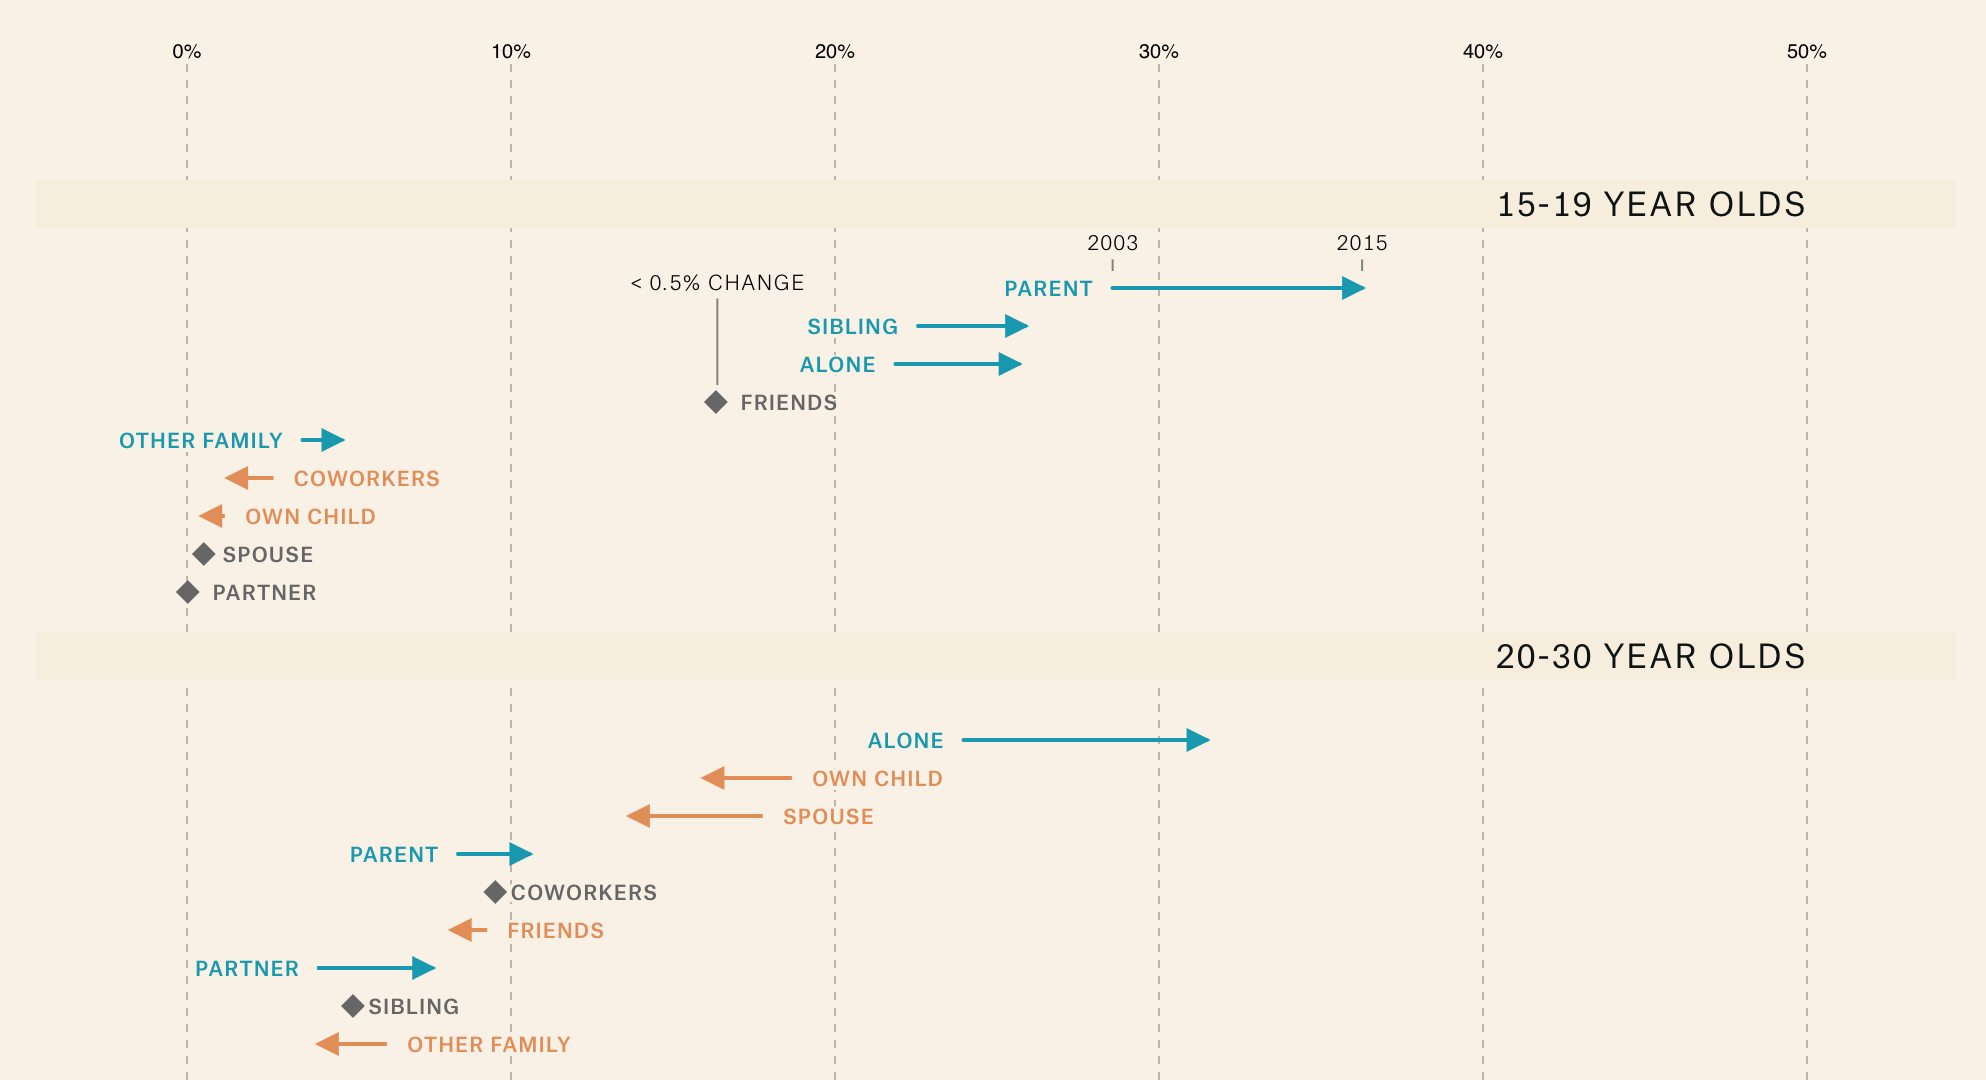 0% 10% 20% 30% 40% 50%
15-19 YEAR OLDS
2003 2015
< 0.5% CHANGE
PARENT
SIBLING
ALONE
FRIENDS
OTHER FAMILY
COWORKERS
OWN CHILD
SPOUSE
PARTNER
20-30 YEAR OLDS
ALONE
OWN CHILD
SPOUSE
PARENT
COWORKERS
FRIENDS
PARTNER
SIBLING
OTHER FAMILY